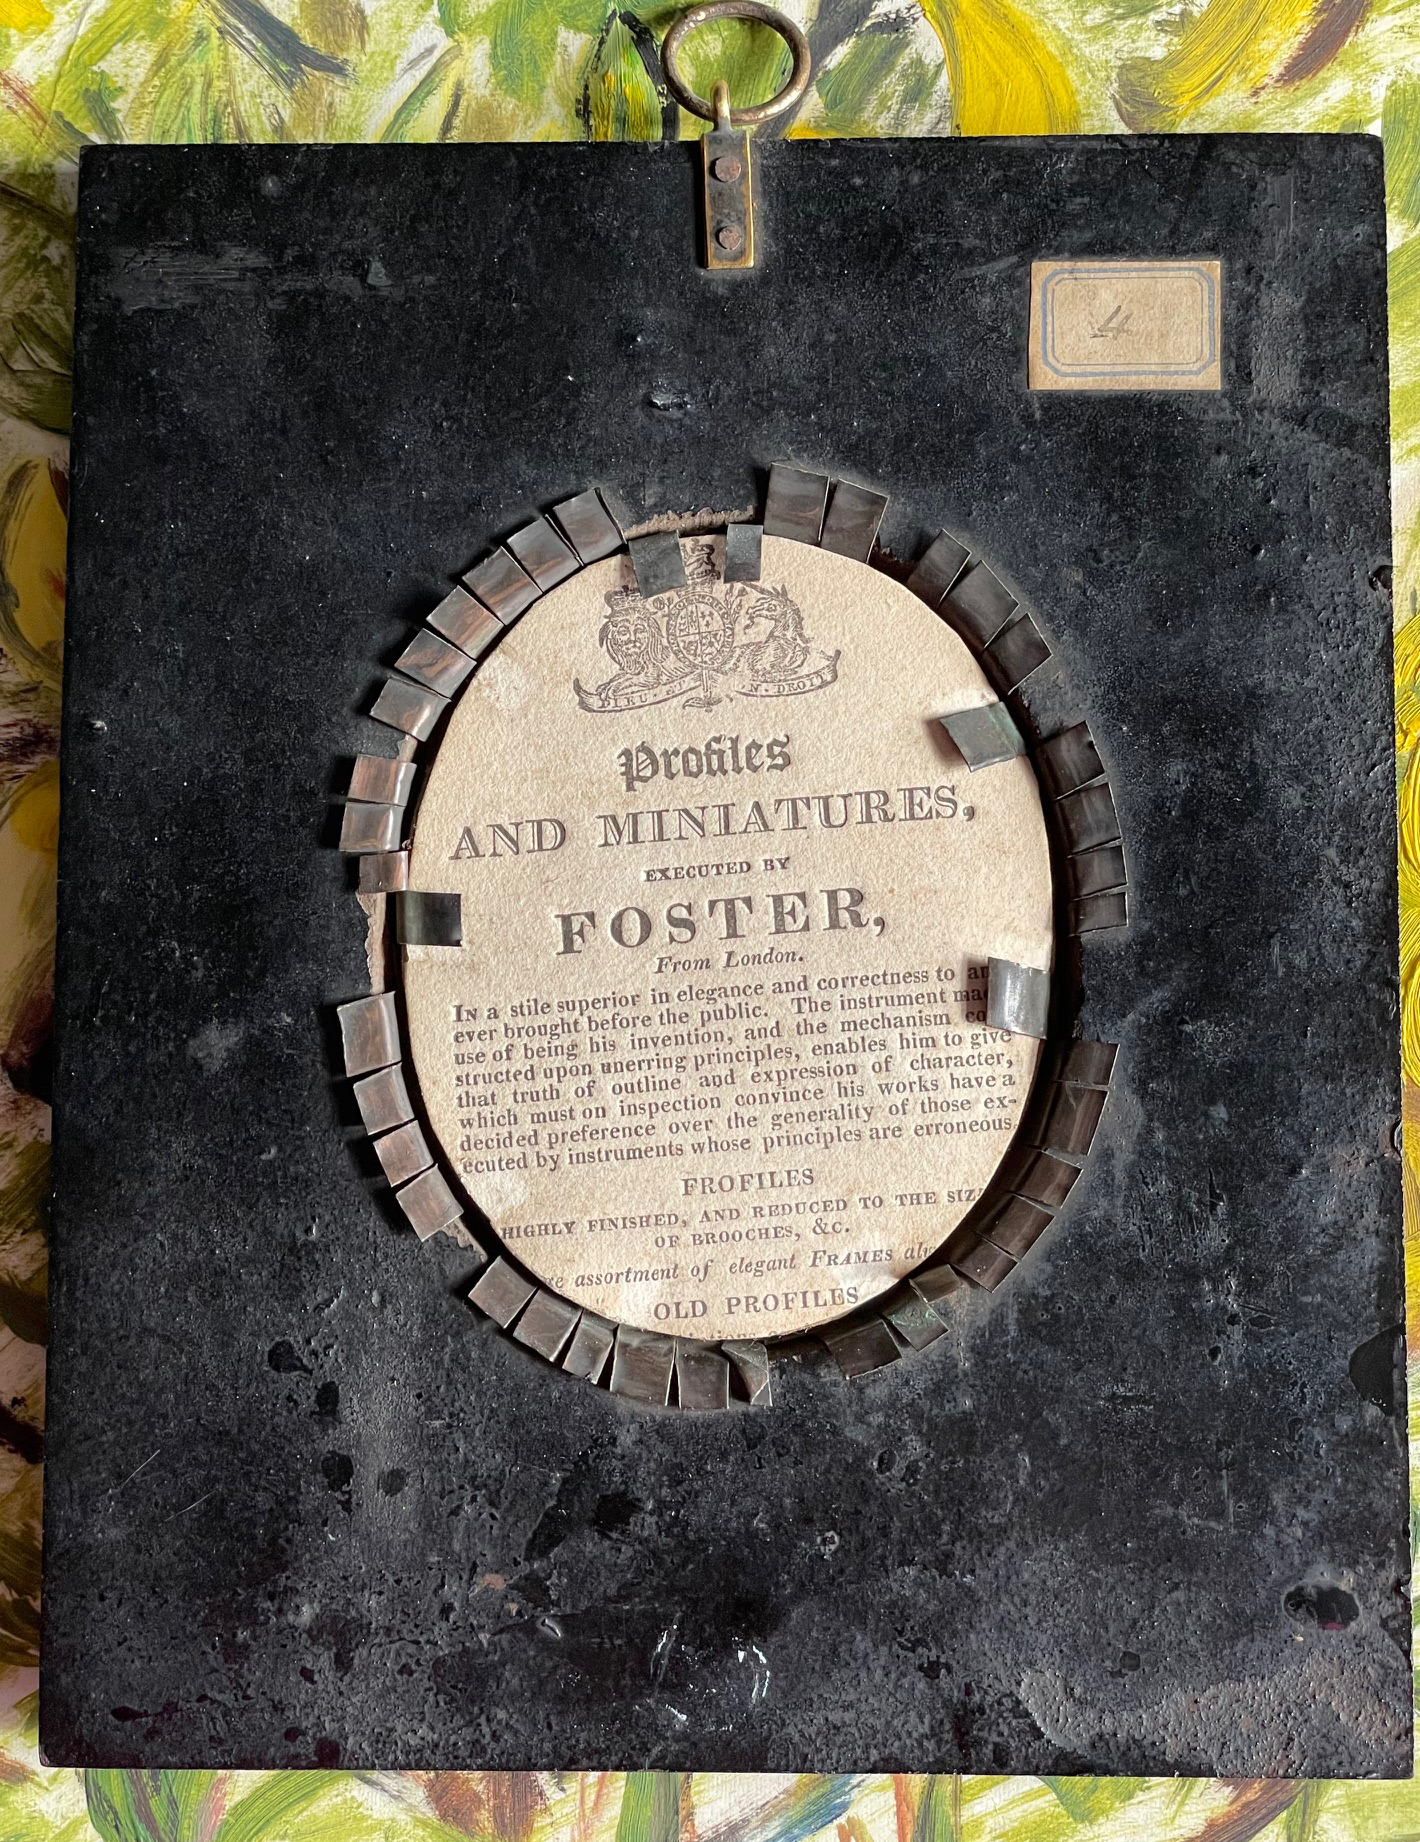 4
DIEU N·DROIT
Profiles
AND MINIATURES,
EXECUTED BY
FOSTER,
From London.
IN a stile superior in elegance and correctness to
ever brought before the public. The instrument
use of being his invention, and the mechanism
structed upon unerring principles, enables him to give
that truth of outline and expression of character,
which must on inspection convince his works have a
decided preference over the generality of those ex-
ecuted by instruments whose principles are erroneous.
PROFILES
HIGHLY FINISHED, AND REDUCED TO THE
OF BROOCHES, &c.
assortment of elegant FRAMES
OLD PROFILES